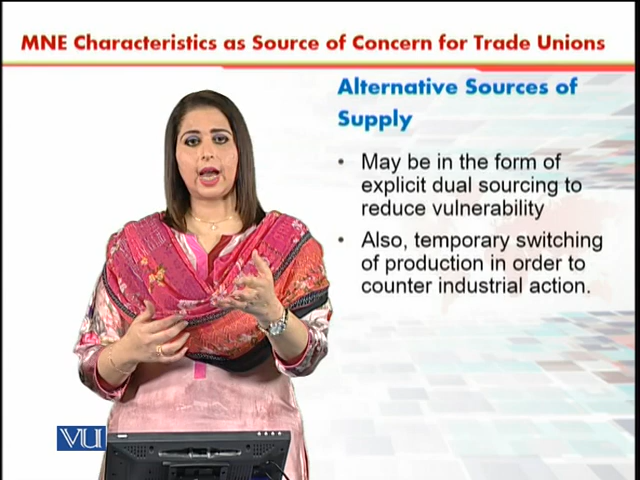 MNE Characteristics as Source of Concern for Trade Unions
Alternative Sources of
Supply
• May be in the form of
explicit dual sourcing to
reduce vulnerability
• Also, temporary switching
of production in order to
counter industrial action.
VU